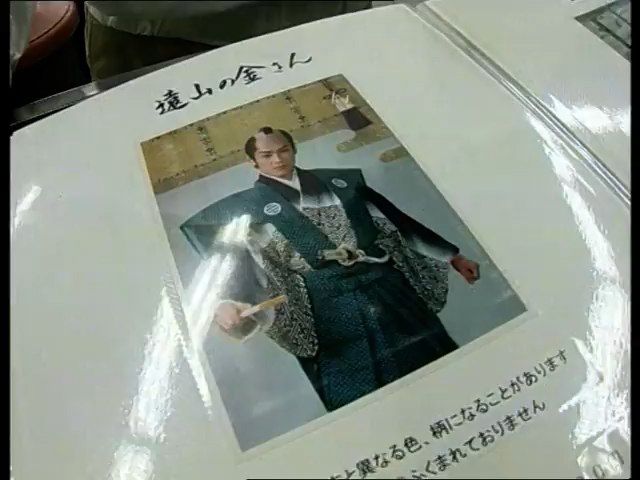 遠山の金さん
と異なる色、柄になることがあります
ふくまれておりません